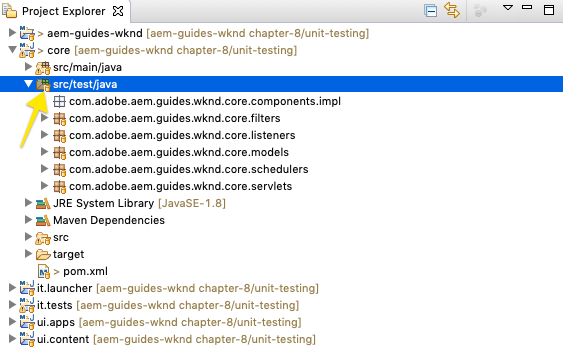 Project Explorer
> aem-guides-wknd [aem-guides-wknd chapter-8/unit-testing]
> core [aem-guides-wknd chapter-8/unit-testing]
src/main/java
src/test/java
com.adobe.aem.guides.wknd.core.components.impl
com.adobe.aem.guides.wknd.core.filters
com.adobe.aem.guides.wknd.core.listeners
com.adobe.aem.guides.wknd.core.models
com.adobe.aem.guides.wknd.core.schedulers
com.adobe.aem.guides.wknd.core.servlets
JRE System Library [JavaSE-1.8]
Maven Dependencies
src
target
> pom.xml
it.launcher [aem-guides-wknd chapter-8/unit-testing]
it.tests [aem-guides-wknd chapter-8/unit-testing]
ui.apps [aem-guides-wknd chapter-8/unit-testing]
ui.content [aem-guides-wknd chapter-8/unit-testing]